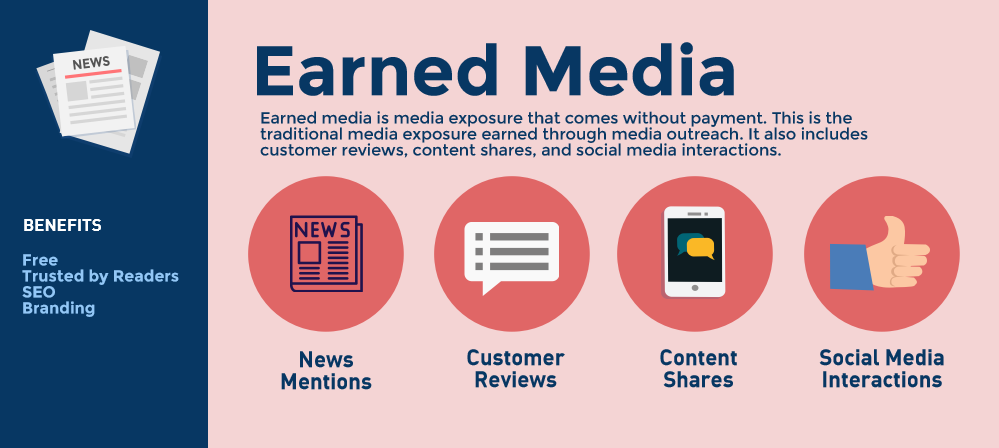 NEWS
BENEFITS
Free
Trusted by Readers
SEO
Branding
Earned Media
Earned media is media exposure that comes without payment. This is the
traditional media exposure earned through media outreach. It also includes
customer reviews, content shares, and social media interactions.
NEWS
News
Mentions
Customer
Reviews
Content
Shares
Social Media
Interactions